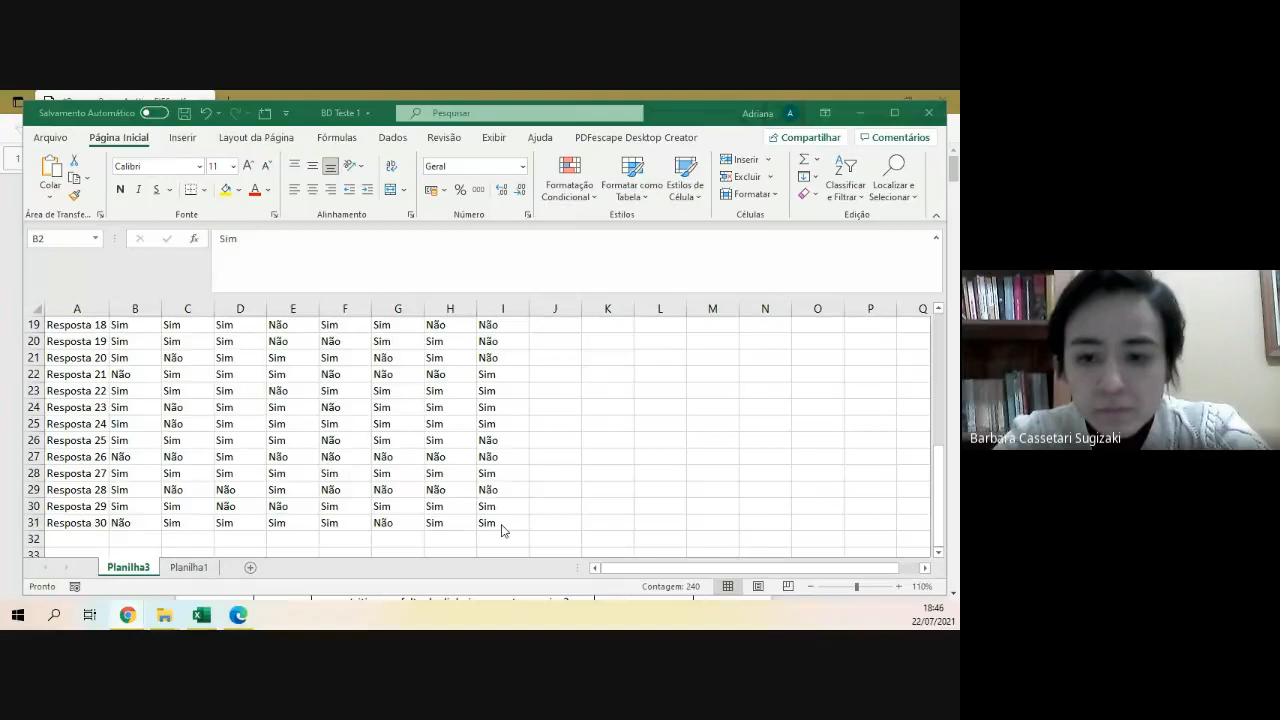 Salvamento Automático BD Teste 1 Pesquisar Adriana A
Arquivo Página Inicial Inserir Layout da Página Fórmulas Dados Revisão Exibir Ajuda PDFescape Desktop Creator Compartilhar Comentários
Calibri 11 Geral Inserir
Colar N I S Formatação Condicional Formatar como Tabela Estilos de Célula Excluir Formatar Classificar e Filtrar Localizar e Selecionar
Área de Transfe... Fonte Alinhamento Número Estilos Células Edição
B2 fx Sim
A B C D E F G H I J K L M N O P Q
19 Resposta 18 Sim Sim Sim Não Sim Sim Não Não
20 Resposta 19 Sim Sim Sim Não Não Sim Sim Não
21 Resposta 20 Sim Não Sim Sim Sim Não Sim Não
22 Resposta 21 Não Sim Sim Sim Não Não Não Sim
23 Resposta 22 Sim Sim Sim Não Sim Sim Sim Sim
24 Resposta 23 Sim Não Sim Sim Não Sim Sim Sim
25 Resposta 24 Sim Não Sim Sim Sim Sim Sim Sim
26 Resposta 25 Sim Sim Sim Sim Não Sim Sim Não
27 Resposta 26 Não Não Não Não Sim Não Não Não
28 Resposta 27 Sim Sim Sim Sim Sim Sim Sim Sim
29 Resposta 28 Sim Não Não Sim Não Não Não Não
30 Resposta 29 Sim Sim Não Não Sim Sim Sim Sim
31 Resposta 30 Não Sim Sim Sim Sim Não Sim Sim
32
33
Planilha3 Planilha1
Pronto Contagem: 240 110%
18:46
22/07/2021
Barbara Cassetari Sugizaki